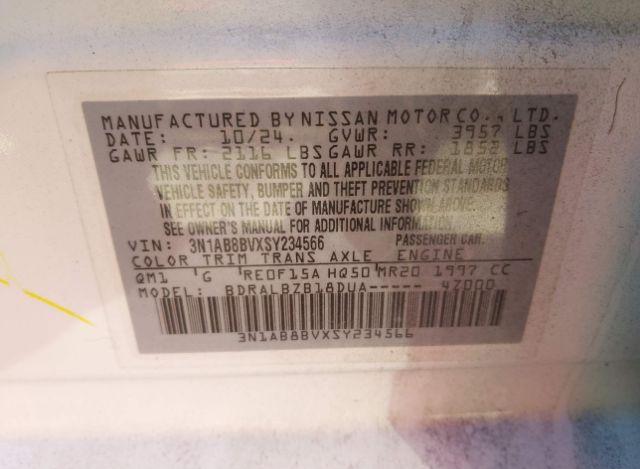 MANUFACTURED BY NISSAN MOTOR CO., LTD.
DATE: 10/24. GVWR: 3957 LBS
GAWR FR: 2116 LBS GAWR RR: 1852 LBS
THIS VEHICLE CONFORMS TO ALL APPLICABLE FEDERAL MOTOR
VEHICLE SAFETY, BUMPER AND THEFT PREVENTION STANDARDS
IN EFFECT ON THE DATE OF MANUFACTURE SHOWN ABOVE.
SEE OWNER'S MANUAL FOR ADDITIONAL INFORMATION.
VIN: 3N1AB8BVXSY234566 PASSENGER CAR.
COLOR TRIM TRANS AXLE ENGINE
QM1 G RE0F15A HQ50 MR20 1997 CC
MODEL: BDRALBZB18DUA----- 4Z000
3N1AB8BVXSY234566